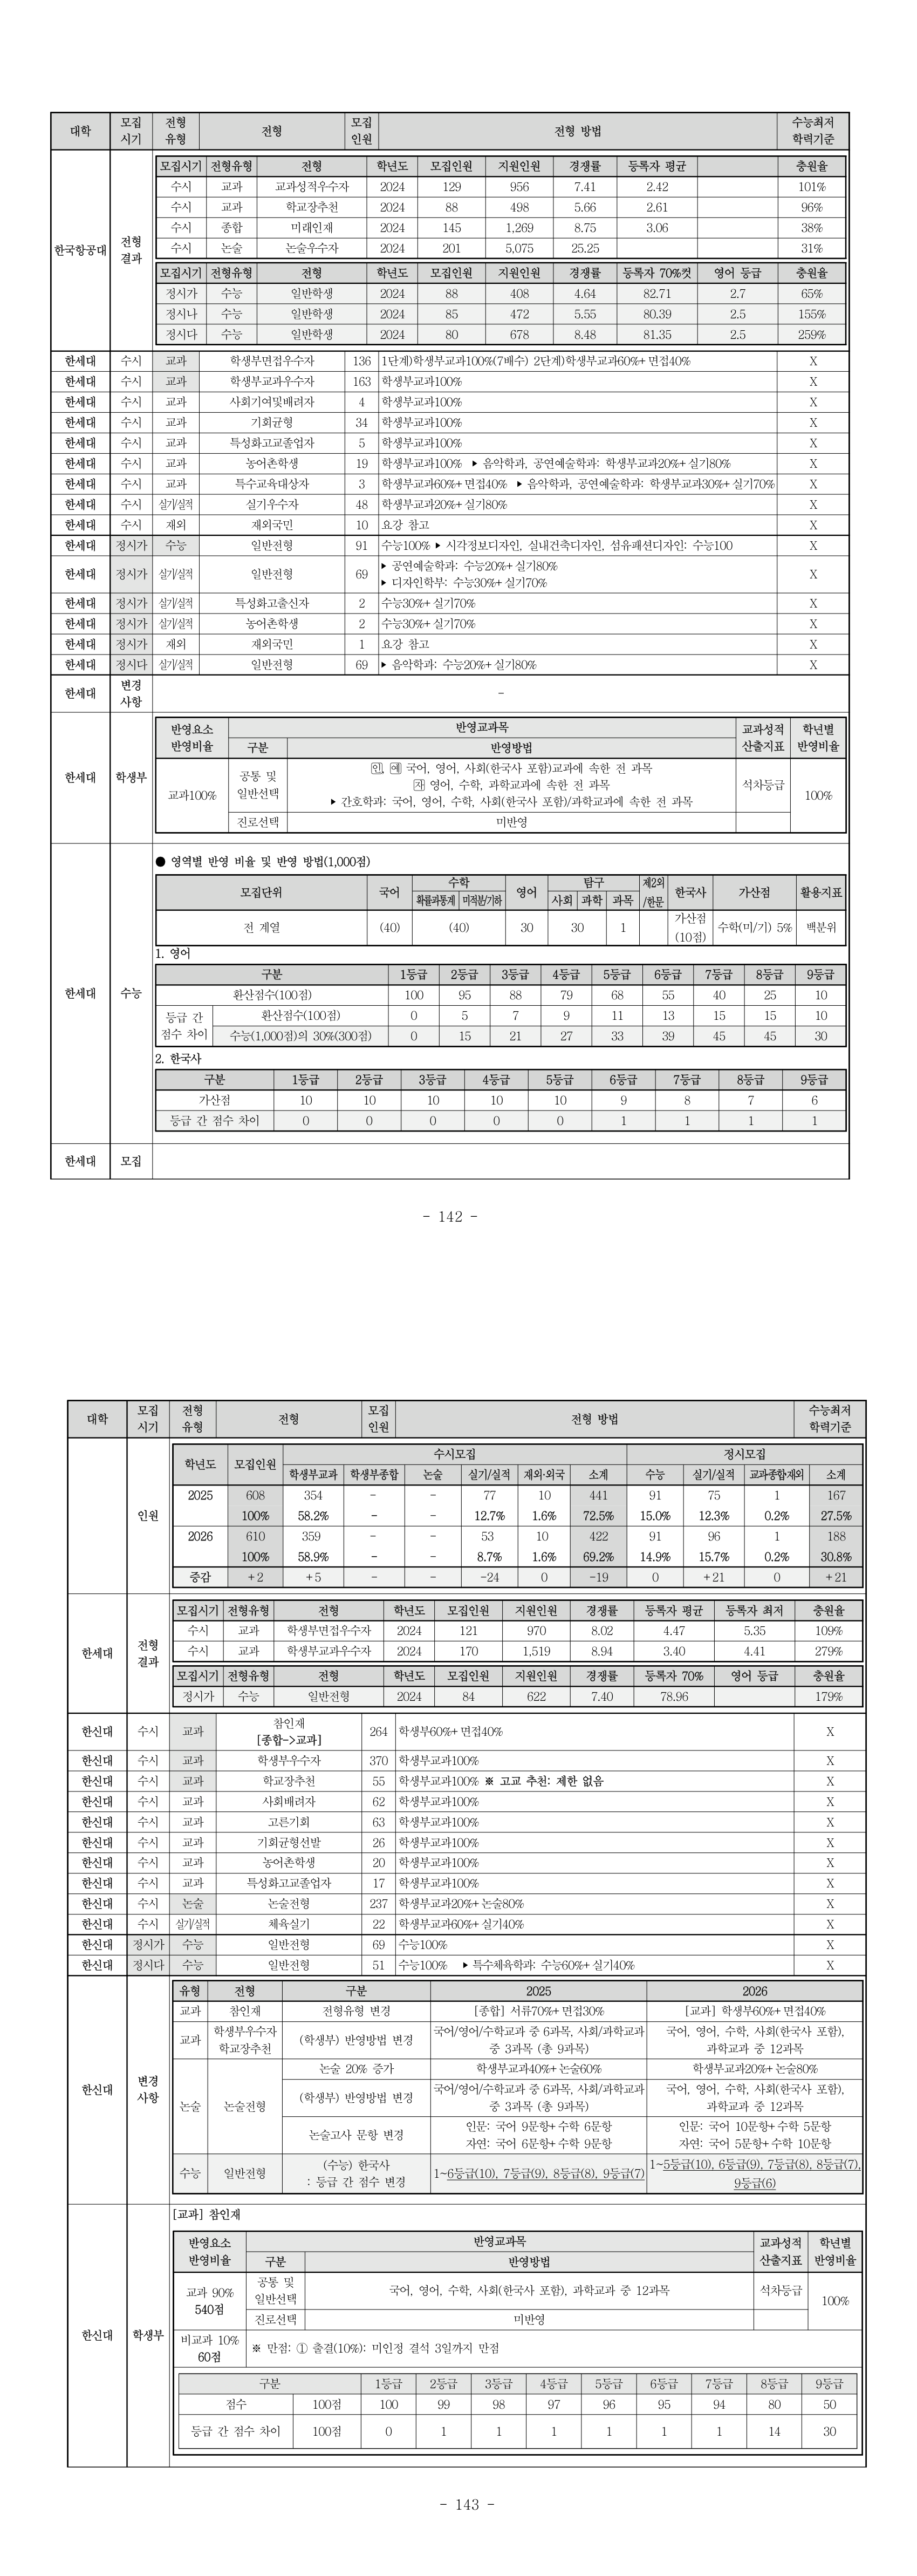 대학 모집시기 전형유형 전형 모집인원 전형 방법 수능최저학력기준
한국항공대 전형결과
모집시기 전형유형 전형 학년도 모집인원 지원인원 경쟁률 등록자 평균 충원율
수시 교과 교과성적우수자 2024 129 956 7.41 2.42 101%
수시 교과 학교장추천 2024 88 498 5.66 2.61 96%
수시 종합 미래인재 2024 145 1,269 8.75 3.06 38%
수시 논술 논술우수자 2024 201 5,075 25.25 31%
모집시기 전형유형 전형 학년도 모집인원 지원인원 경쟁률 등록자 70%컷 영어 등급 충원율
정시가 수능 일반학생 2024 88 408 4.64 82.71 2.7 65%
정시나 수능 일반학생 2024 85 472 5.55 80.39 2.5 155%
정시다 수능 일반학생 2024 80 678 8.48 81.35 2.5 259%
한세대 수시 교과 학생부면접우수자 136 1단계)학생부교과100%(7배수) 2단계)학생부교과60%+면접40% X
한세대 수시 교과 학생부교과우수자 163 학생부교과100% X
한세대 수시 교과 사회기여및배려자 4 학생부교과100% X
한세대 수시 교과 기회균형 34 학생부교과100% X
한세대 수시 교과 특성화고교졸업자 5 학생부교과100% X
한세대 수시 교과 농어촌학생 19 학생부교과100% ▸ 음악학과, 공연예술학과: 학생부교과20%+실기80% X
한세대 수시 교과 특수교육대상자 3 학생부교과60%+면접40% ▸ 음악학과, 공연예술학과: 학생부교과30%+실기70% X
한세대 수시 실기/실적 실기우수자 48 학생부교과20%+실기80% X
한세대 수시 재외 재외국민 10 요강 참고 X
한세대 정시가 수능 일반전형 91 수능100% ▸ 시각정보디자인, 실내건축디자인, 섬유패션디자인: 수능100 X
한세대 정시가 실기/실적 일반전형 69 ▸ 공연예술학과: 수능20%+실기80%
▸ 디자인학부: 수능30%+실기70% X
한세대 정시가 실기/실적 특성화고출신자 2 수능30%+실기70% X
한세대 정시가 실기/실적 농어촌학생 2 수능30%+실기70% X
한세대 정시가 재외 재외국민 1 요강 참고 X
한세대 정시다 실기/실적 일반전형 69 ▸ 음악학과: 수능20%+실기80% X
한세대 변경사항 -
한세대 학생부
반영요소 반영비율 반영교과목 교과성적 산출지표 학년별 반영비율
구분 반영방법
교과100% 공통 및 일반선택 인, 예 국어, 영어, 사회(한국사 포함)교과에 속한 전 과목
자 영어, 수학, 과학교과에 속한 전 과목
▸ 간호학과: 국어, 영어, 수학, 사회(한국사 포함)/과학교과에 속한 전 과목
석차등급 100%
진로선택 미반영
한세대 수능
● 영역별 반영 비율 및 반영 방법(1,000점)
모집단위 국어 수학 영어 탐구 제2외/한문 한국사 가산점 활용지표
확률과통계 미적분/기하 사회 과학 과목
전 계열 (40) (40) 30 30 1 가산점(10점) 수학(미/기) 5% 백분위
1. 영어
구분 1등급 2등급 3등급 4등급 5등급 6등급 7등급 8등급 9등급
환산점수(100점) 100 95 88 79 68 55 40 25 10
등급 간 점수 차이 환산점수(100점) 0 5 7 9 11 13 15 15 10
수능(1,000점)의 30%(300점) 0 15 21 27 33 39 45 45 30
2. 한국사
구분 1등급 2등급 3등급 4등급 5등급 6등급 7등급 8등급 9등급
가산점 10 10 10 10 10 9 8 7 6
등급 간 점수 차이 0 0 0 0 0 1 1 1 1
한세대 모집
- 142 -
대학 모집시기 전형유형 전형 모집인원 전형 방법 수능최저학력기준
인원
학년도 모집인원 수시모집 정시모집
학생부교과 학생부종합 논술 실기/실적 재외·외국 소계 수능 실기/실적 교과종합재외 소계
2025 608 354 - - 77 10 441 91 75 1 167
100% 58.2% - - 12.7% 1.6% 72.5% 15.0% 12.3% 0.2% 27.5%
2026 610 359 - - 53 10 422 91 96 1 188
100% 58.9% - - 8.7% 1.6% 69.2% 14.9% 15.7% 0.2% 30.8%
증감 +2 +5 - - -24 0 -19 0 +21 0 +21
한세대 전형결과
모집시기 전형유형 전형 학년도 모집인원 지원인원 경쟁률 등록자 평균 등록자 최저 충원율
수시 교과 학생부면접우수자 2024 121 970 8.02 4.47 5.35 109%
수시 교과 학생부교과우수자 2024 170 1,519 8.94 3.40 4.41 279%
모집시기 전형유형 전형 학년도 모집인원 지원인원 경쟁률 등록자 70% 영어 등급 충원율
정시가 수능 일반전형 2024 84 622 7.40 78.96 179%
한신대 수시 교과 참인재
[종합->교과] 264 학생부60%+면접40% X
한신대 수시 교과 학생부우수자 370 학생부교과100% X
한신대 수시 교과 학교장추천 55 학생부교과100% ※ 고교 추천: 제한 없음 X
한신대 수시 교과 사회배려자 62 학생부교과100% X
한신대 수시 교과 고른기회 63 학생부교과100% X
한신대 수시 교과 기회균형선발 26 학생부교과100% X
한신대 수시 교과 농어촌학생 20 학생부교과100% X
한신대 수시 교과 특성화고교졸업자 17 학생부교과100% X
한신대 수시 논술 논술전형 237 학생부교과20%+논술80% X
한신대 수시 실기/실적 체육실기 22 학생부교과60%+실기40% X
한신대 정시가 수능 일반전형 69 수능100% X
한신대 정시다 수능 일반전형 51 수능100% ▸ 특수체육학과: 수능60%+실기40% X
한신대 변경사항
유형 전형 구분 2025 2026
교과 참인재 전형유형 변경 [종합] 서류70%+면접30% [교과] 학생부60%+면접40%
교과 학생부우수자 학교장추천 (학생부) 반영방법 변경 국어/영어/수학교과 중 6과목, 사회/과학교과 중 3과목 (총 9과목) 국어, 영어, 수학, 사회(한국사 포함), 과학교과 중 12과목
논술 논술전형 논술 20% 증가 학생부교과40%+논술60% 학생부교과20%+논술80%
(학생부) 반영방법 변경 국어/영어/수학교과 중 6과목, 사회/과학교과 중 3과목 (총 9과목) 국어, 영어, 수학, 사회(한국사 포함), 과학교과 중 12과목
논술고사 문항 변경 인문: 국어 9문항+수학 6문항 인문: 국어 10문항+수학 5문항
자연: 국어 6문항+수학 9문항 자연: 국어 5문항+수학 10문항
수능 일반전형 (수능) 한국사 : 등급 간 점수 변경 1~6등급(10), 7등급(9), 8등급(8), 9등급(7) 1~5등급(10), 6등급(9), 7등급(8), 8등급(7), 9등급(6)
한신대 학생부
[교과] 참인재
반영요소 반영비율 반영교과목 교과성적 산출지표 학년별 반영비율
구분 반영방법
교과 90% 540점 공통 및 일반선택 국어, 영어, 수학, 사회(한국사 포함), 과학교과 중 12과목 석차등급 100%
진로선택 미반영
비교과 10% 60점 ※ 만점: ① 출결(10%): 미인정 결석 3일까지 만점
구분 1등급 2등급 3등급 4등급 5등급 6등급 7등급 8등급 9등급
점수 100점 100 99 98 97 96 95 94 80 50
등급 간 점수 차이 100점 0 1 1 1 1 1 1 14 30
- 143 -